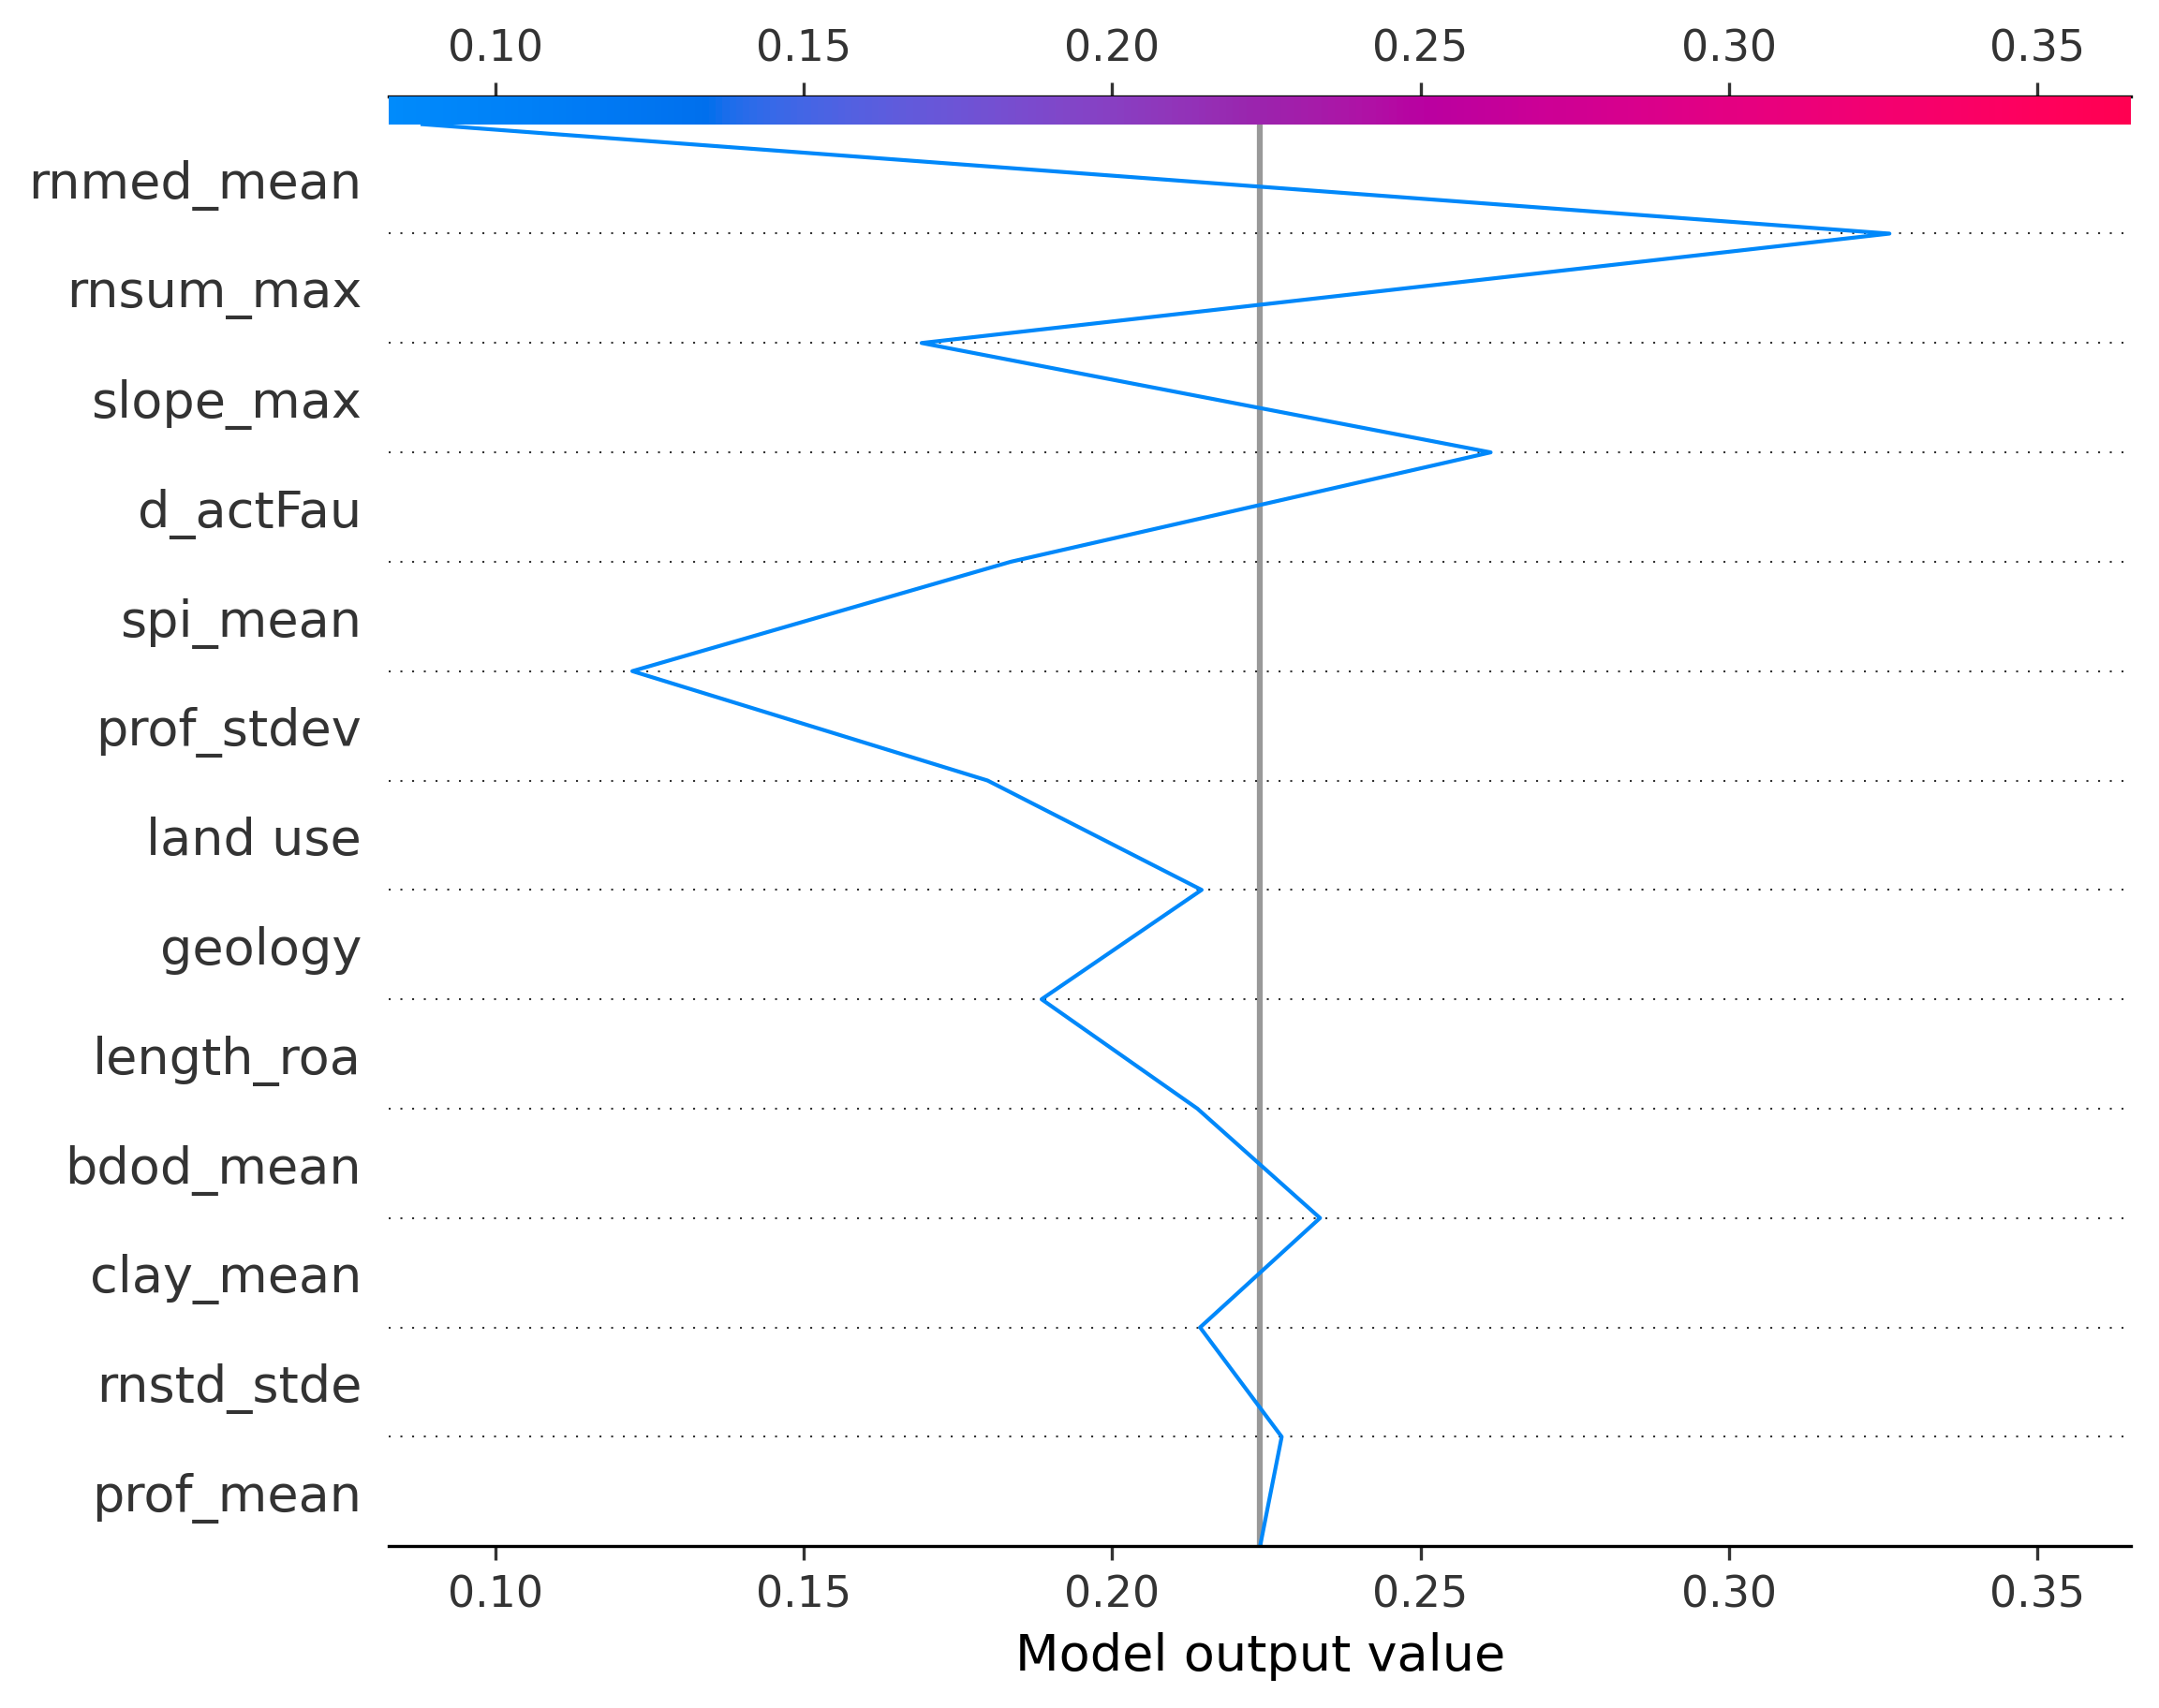 0.10 0.15 0.20 0.25 0.30 0.35
rnmed_mean
rnsum_max
slope_max
d_actFau
spi_mean
prof_stdev
land use
geology
length_roa
bdod_mean
clay_mean
rnstd_stde
prof_mean
0.10 0.15 0.20 0.25 0.30 0.35
Model output value